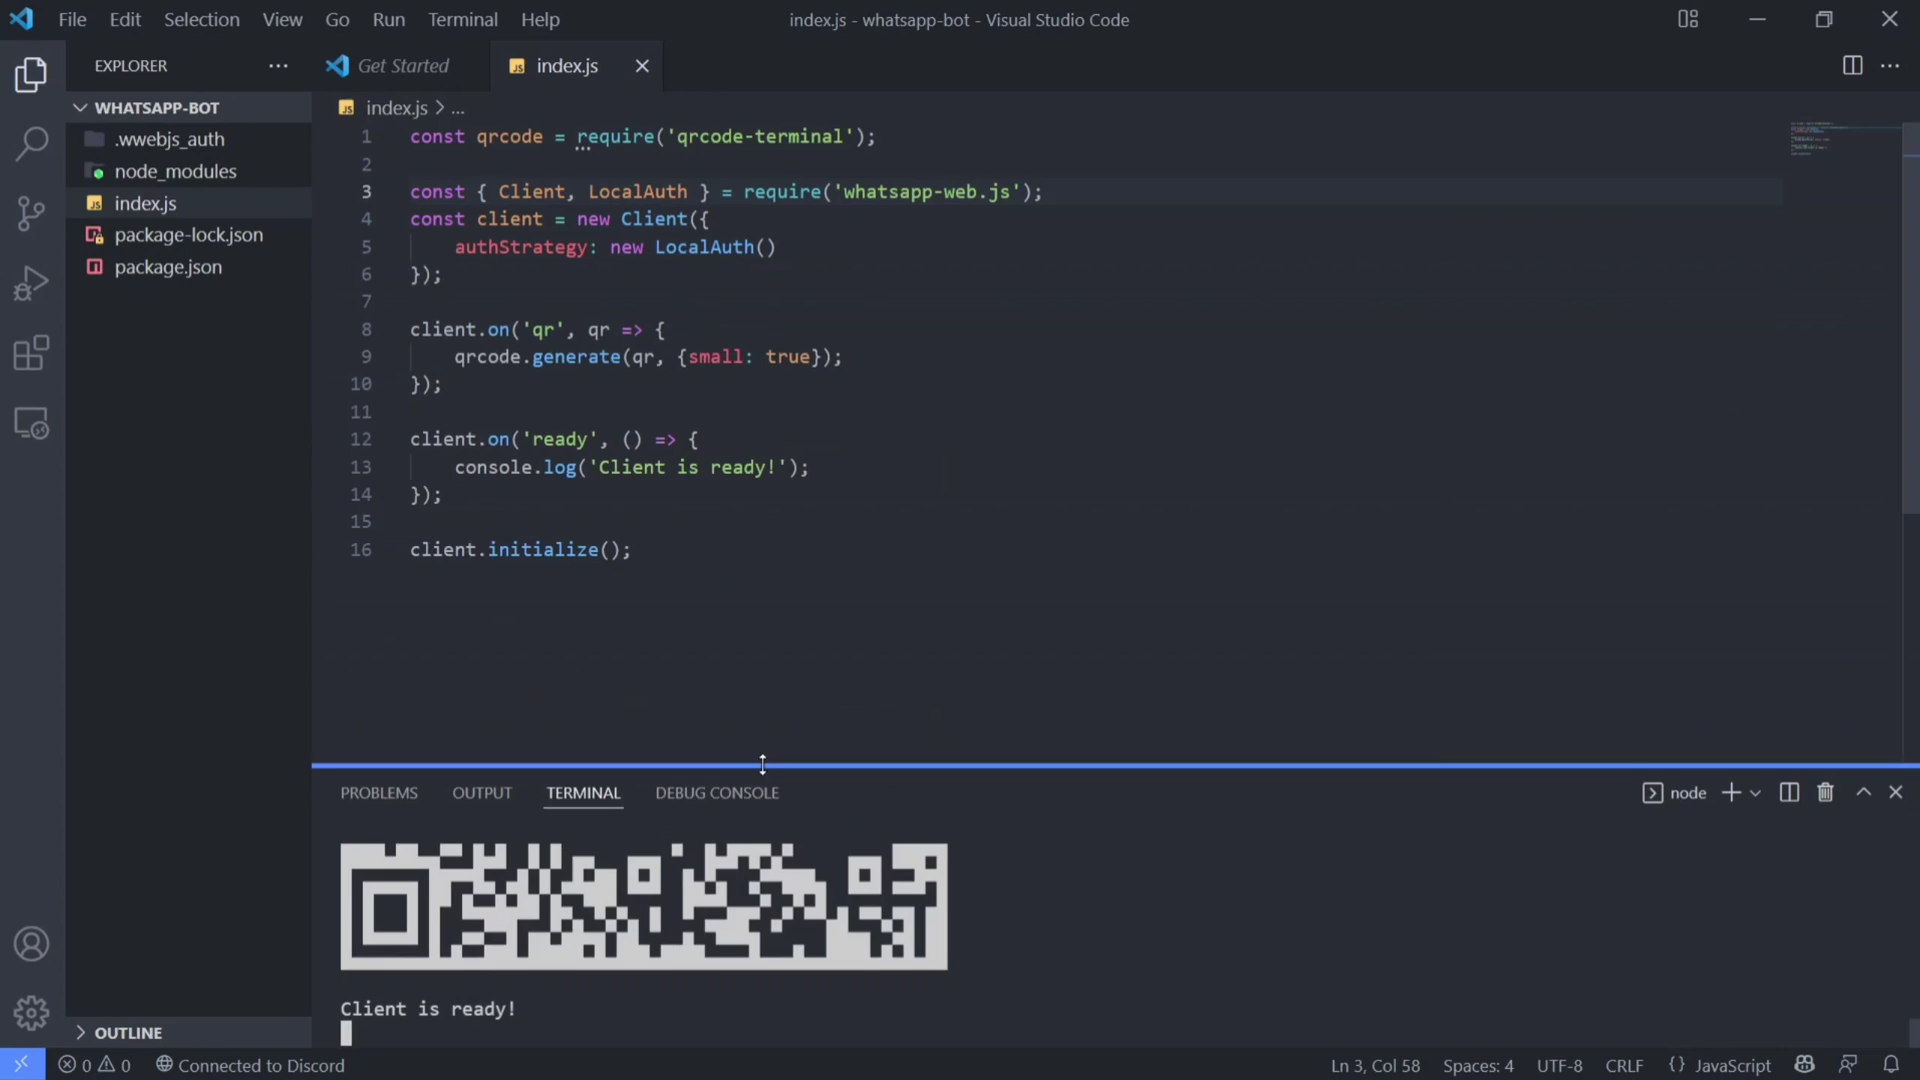 File Edit Selection View Go Run Terminal Help
index.js - whatsapp-bot - Visual Studio Code
EXPLORER
Get Started
index.js
WHATSAPP-BOT
.wwebjs_auth
node_modules
index.js
package-lock.json
package.json
index.js > ...
1 const qrcode = require('qrcode-terminal');
2
3 const { Client, LocalAuth } = require('whatsapp-web.js');
4 const client = new Client({
5     authStrategy: new LocalAuth()
6 });
7
8 client.on('qr', qr => {
9     qrcode.generate(qr, {small: true});
10 });
11
12 client.on('ready', () => {
13     console.log('Client is ready!');
14 });
15
16 client.initialize();
PROBLEMS OUTPUT TERMINAL DEBUG CONSOLE
node
Client is ready!
OUTLINE
0 0 Connected to Discord
Ln 3, Col 58 Spaces: 4 UTF-8 CRLF {} JavaScript